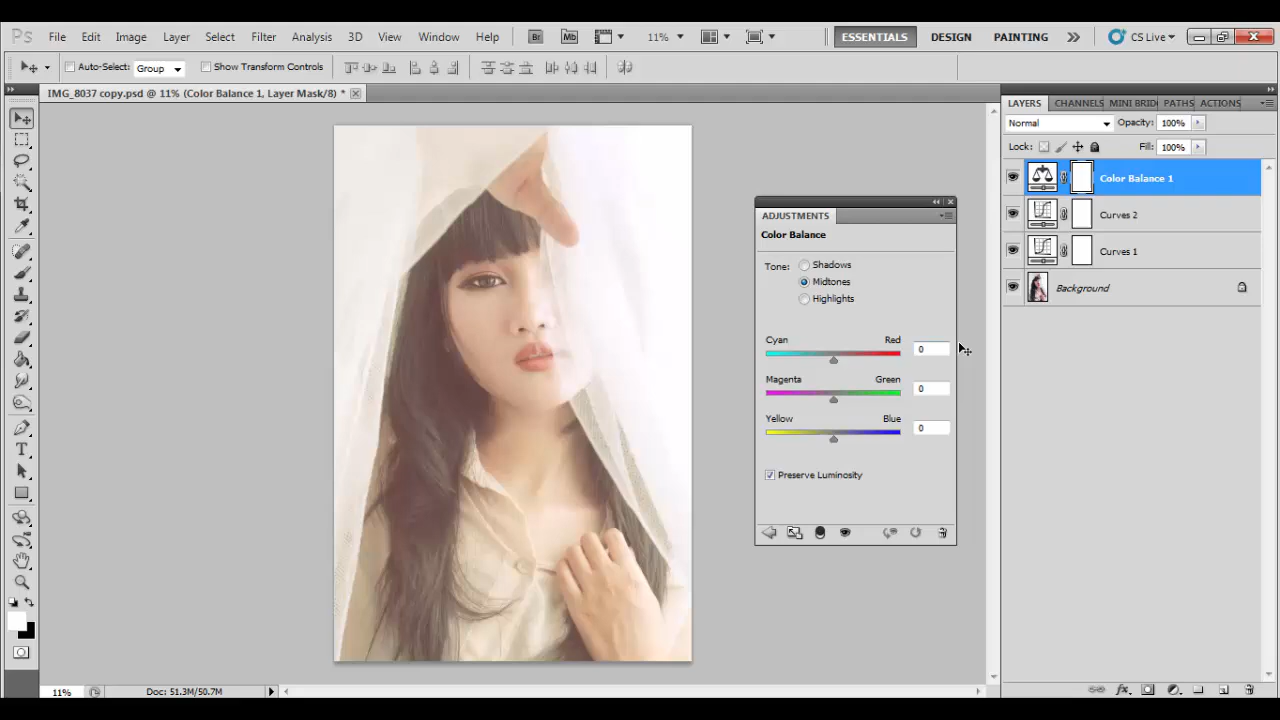 Ps File Edit Image Layer Select Filter Analysis 3D View Window Help Br Mb 11% ESSENTIALS DESIGN PAINTING CS Live
Auto-Select: Group Show Transform Controls
IMG_8037 copy.psd @ 11% (Color Balance 1, Layer Mask/8) *
LAYERS CHANNELS MINI BRID PATHS ACTIONS
Normal Opacity: 100%
Lock: Fill: 100%
Color Balance 1
Curves 2
Curves 1
Background
ADJUSTMENTS
Color Balance
Tone: Shadows
Midtones
Highlights
Cyan Red 0
Magenta Green 0
Yellow Blue 0
Preserve Luminosity
T
11% Doc: 51.3M/50.7M
fx